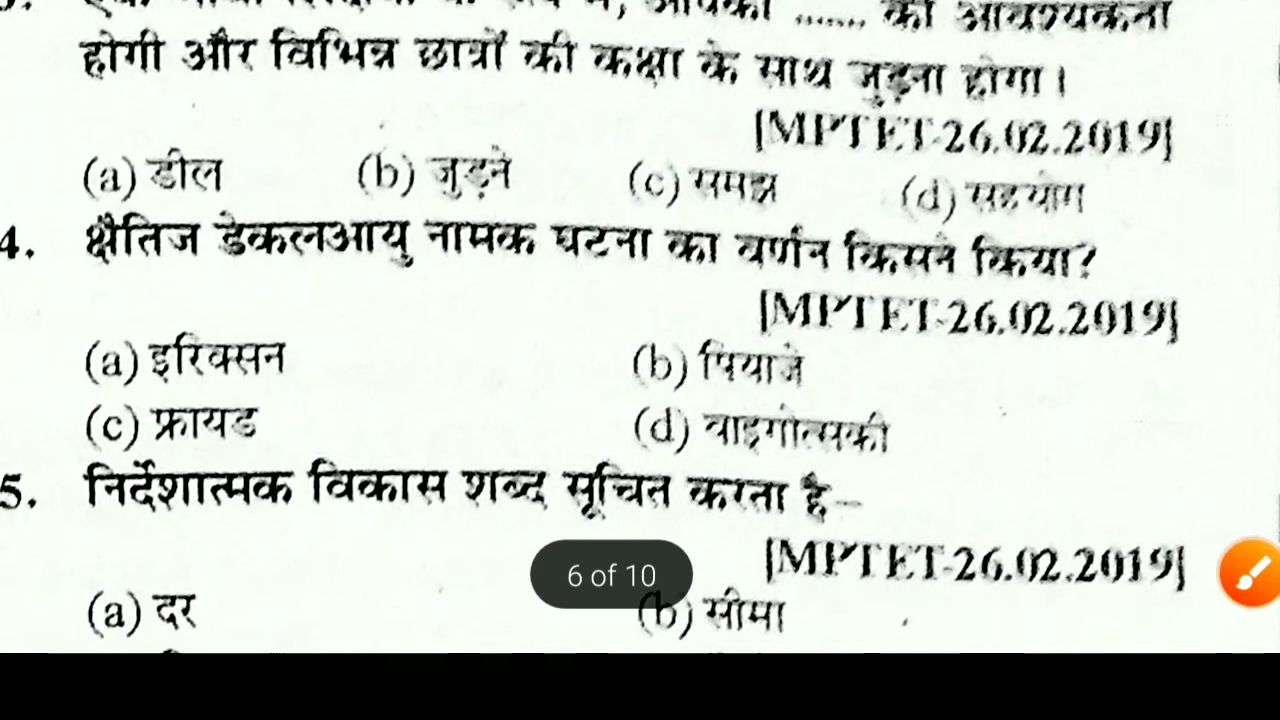 होगी और विभिन्न छात्रों की कक्षा के साथ जुड़ना होगा।
[MPTET-26.02.2019]
(a) डील (b) जुड़ने (c) समझ (d) सहयोग
4. क्षैतिज डेकलआयु नामक घटना का वर्णन किसने किया?
[MPTET-26.02.2019]
(a) इरिक्सन (b) पियाजे
(c) फ्रायड (d) वाइगोत्सकी
5. निर्देशात्मक विकास शब्द सूचित करता है–
[MPTET-26.02.2019]
6 of 10
(a) दर (b) सीमा